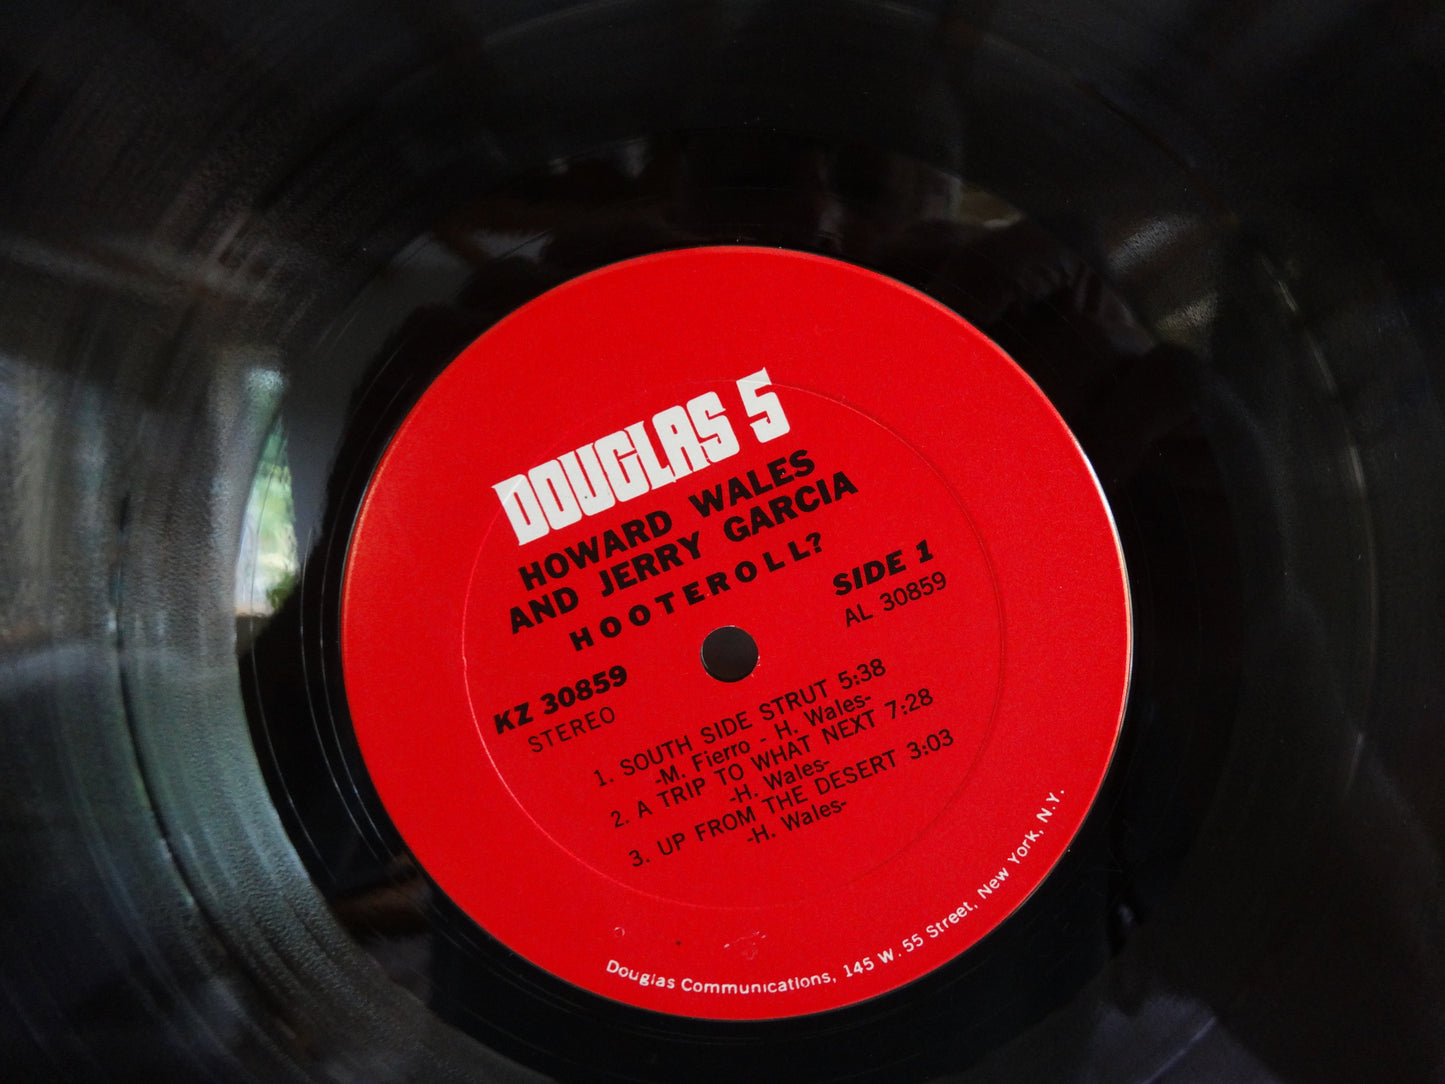 DOUGLAS 5
HOWARD WALES
AND JERRY GARCIA
HOOTEROLL?
SIDE 1
AL 30859
KZ 30859
STEREO
1. SOUTH SIDE STRUT 5:38
-M. Fierro - H. Wales-
2. A TRIP TO WHAT NEXT 7:28
-H. Wales-
3. UP FROM THE DESERT 3:03
-H. Wales-
Douglas Communications, 145 W. 55 Street, New York, N.Y.